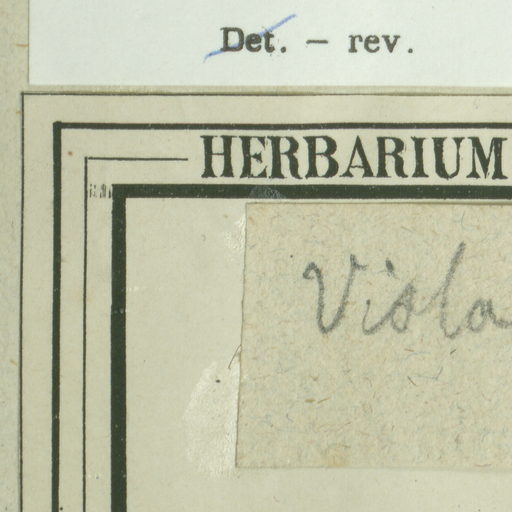 Det. – rev.
HERBARIUM
Viola